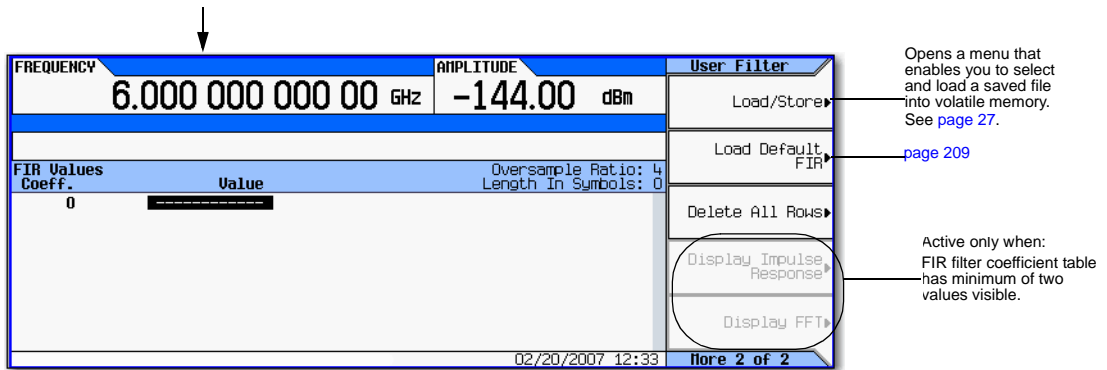 FREQUENCY
6.000 000 000 00 GHz
AMPLITUDE
-144.00 dBm
FIR Values
Oversample Ratio: 4
Coeff. Value
Length In Symbols: 0
0 ------------
02/20/2007 12:33
User Filter
Load/Store
Load Default
FIR
Delete All Rows
Display Impulse
Response
Display FFT
More 2 of 2
Opens a menu that
enables you to select
and load a saved file
into volatile memory.
See page 27.
page 209
Active only when:
FIR filter coefficient table
has minimum of two
values visible.